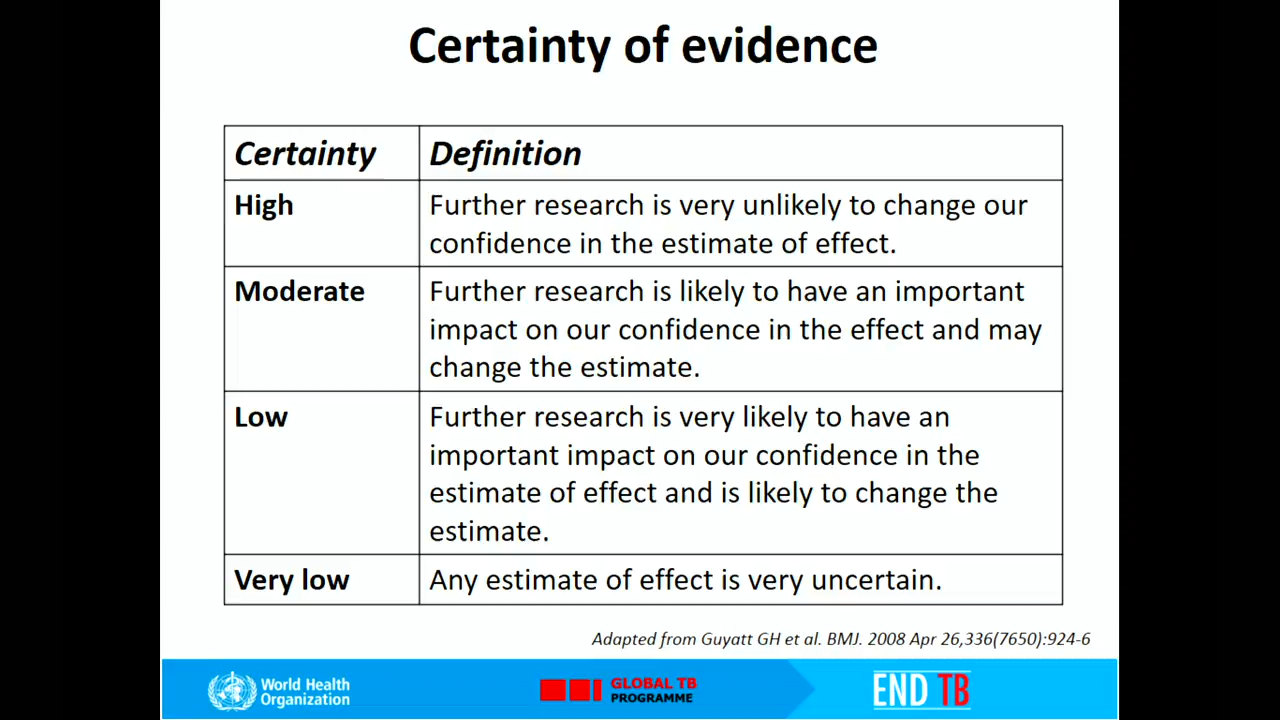 Certainty of evidence
Certainty Definition
High Further research is very unlikely to change our
confidence in the estimate of effect.
Moderate Further research is likely to have an important
impact on our confidence in the effect and may
change the estimate.
Low Further research is very likely to have an
important impact on our confidence in the
estimate of effect and is likely to change the
estimate.
Very low Any estimate of effect is very uncertain.
Adapted from Guyatt GH et al. BMJ. 2008 Apr 26,336(7650):924-6
World Health
Organization
GLOBAL TB
PROGRAMME
END TB